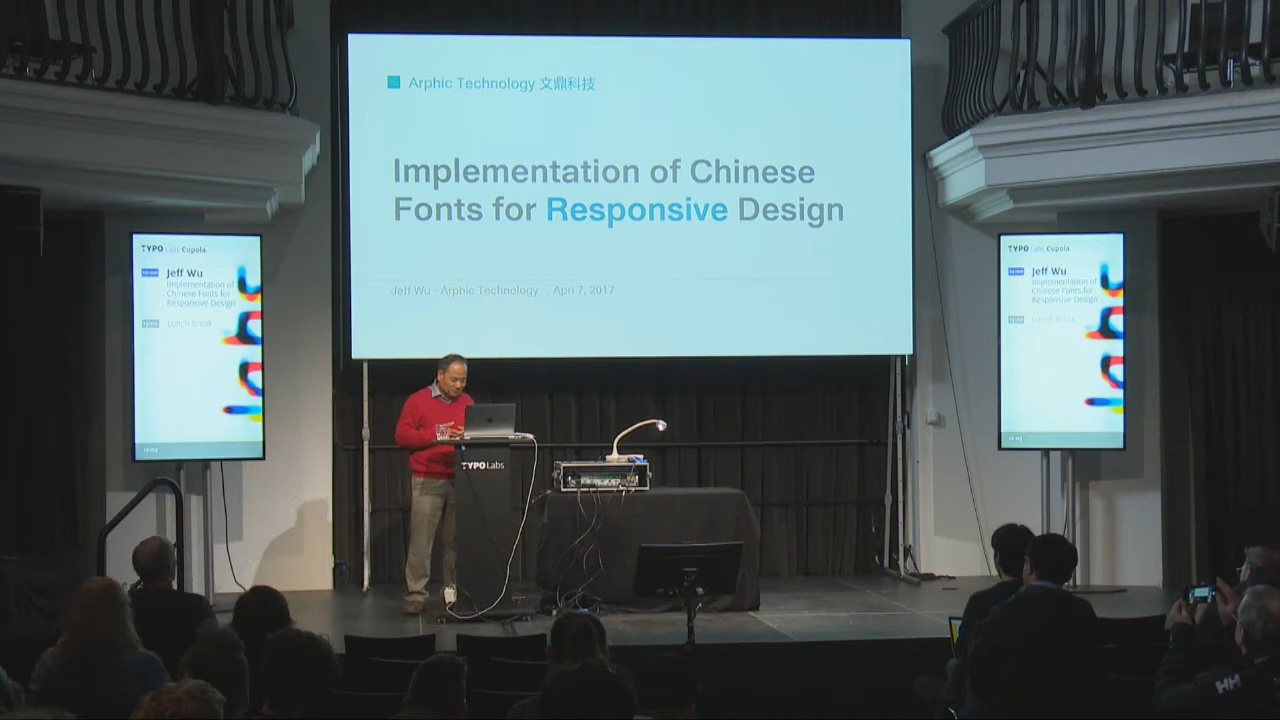 Arphic Technology 文鼎科技
Implementation of Chinese
Fonts for Responsive Design
Jeff Wu - Arphic Technology . Apri 7, 2017
TYPO Labs Cupola
Jeff Wu
Implementation of
Chinese Fonts for
Responsive Design
Lunch Break
TYPO Labs Cupola
Jeff Wu
Implementation of
Chinese Fonts for
Responsive Design
Lunch Break
TYPO Labs
HH